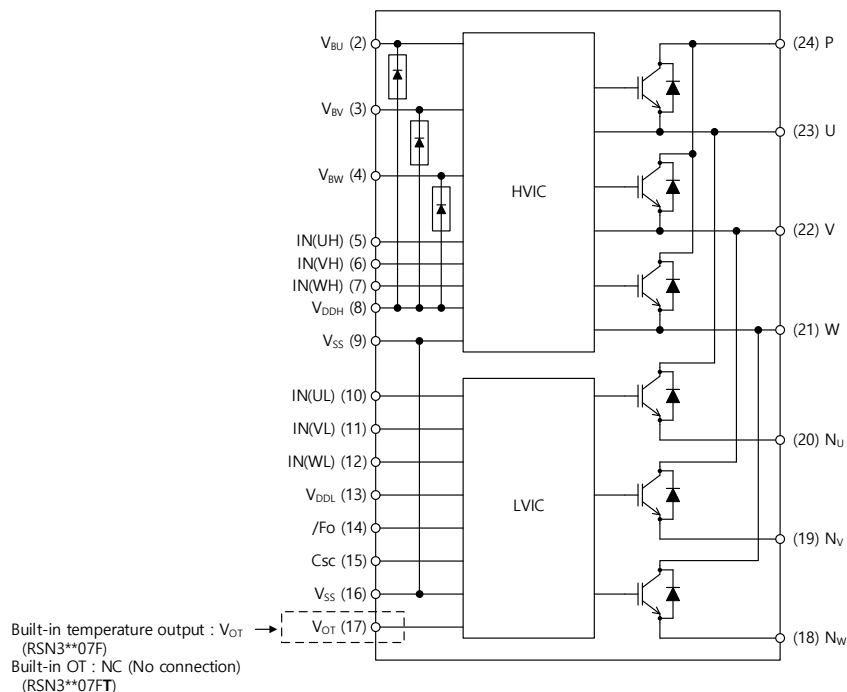 V_BU (2)
V_BV (3)
V_BW (4)
IN(UH) (5)
IN(VH) (6)
IN(WH) (7)
V_DDH (8)
V_SS (9)
IN(UL) (10)
IN(VL) (11)
IN(WL) (12)
V_DDL (13)
/Fo (14)
Csc (15)
V_SS (16)
V_OT (17)
Built-in temperature output : V_OT
(RSN3**07F)
Built-in OT : NC (No connection)
(RSN3**07FT)
HVIC
LVIC
(24) P
(23) U
(22) V
(21) W
(20) N_U
(19) N_V
(18) N_W